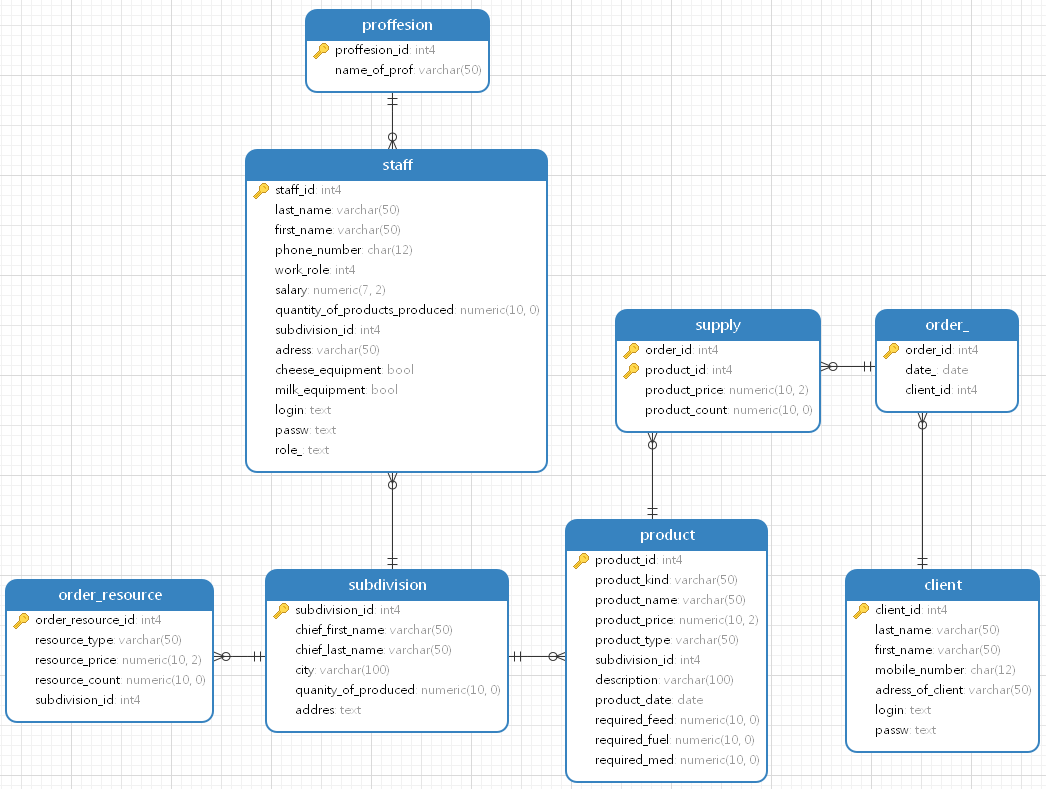 proffesion
proffesion_id: int4
name_of_prof: varchar(50)
staff
staff_id: int4
last_name: varchar(50)
first_name: varchar(50)
phone_number: char(12)
work_role: int4
salary: numeric(7, 2)
quantity_of_products_produced: numeric(10, 0)
subdivision_id: int4
adress: varchar(50)
cheese_equipment: bool
milk_equipment: bool
login: text
passw: text
role_: text
supply
order_id: int4
product_id: int4
product_price: numeric(10, 2)
product_count: numeric(10, 0)
order_
order_id: int4
date_: date
client_id: int4
order_resource
order_resource_id: int4
resource_type: varchar(50)
resource_price: numeric(10, 2)
resource_count: numeric(10, 0)
subdivision_id: int4
subdivision
subdivision_id: int4
chief_first_name: varchar(50)
chief_last_name: varchar(50)
city: varchar(100)
quanity_of_produced: numeric(10, 0)
addres: text
product
product_id: int4
product_kind: varchar(50)
product_name: varchar(50)
product_price: numeric(10, 2)
product_type: varchar(50)
subdivision_id: int4
description: varchar(100)
product_date: date
required_feed: numeric(10, 0)
required_fuel: numeric(10, 0)
required_med: numeric(10, 0)
client
client_id: int4
last_name: varchar(50)
first_name: varchar(50)
mobile_number: char(12)
adress_of_client: varchar(50)
login: text
passw: text